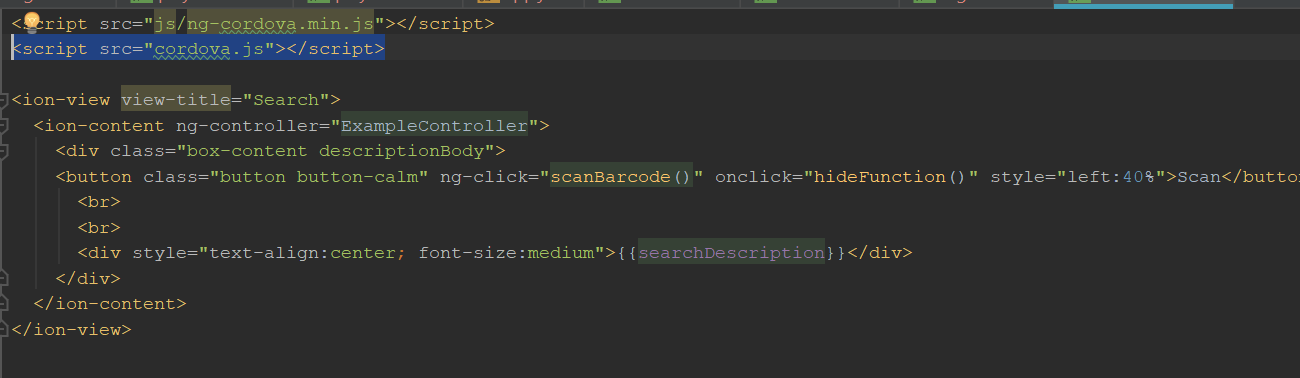 <script src="js/ng-cordova.min.js"></script>
<script src="cordova.js"></script>
<ion-view view-title="Search">
<ion-content ng-controller="ExampleController">
<div class="box-content descriptionBody">
<button class="button button-calm" ng-click="scanBarcode()" onclick="hideFunction()" style="left:40%">Scan</button
<br>
<br>
<div style="text-align:center; font-size:medium">{{searchDescription}}</div>
</div>
</ion-content>
</ion-view>